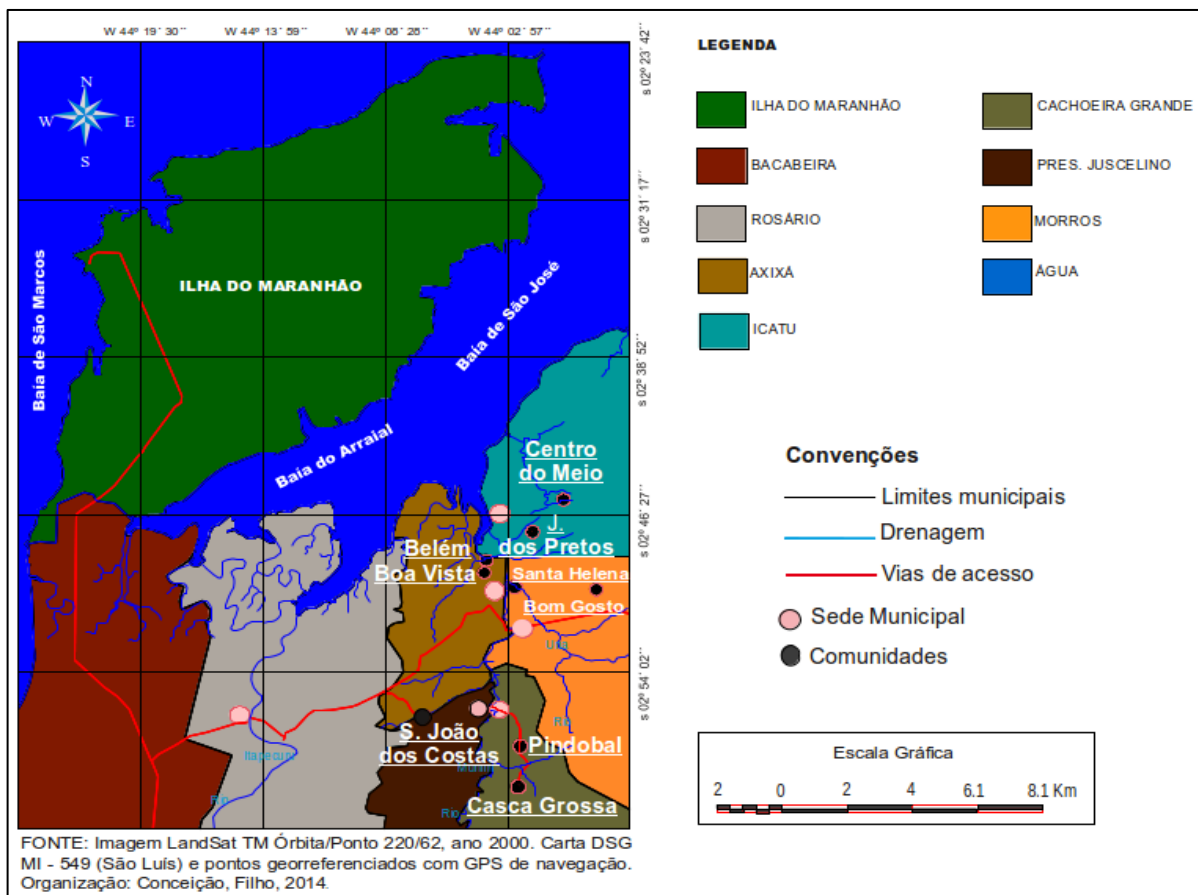 W 44º 19´ 30´´
W 44º 13´59´´
W 44º 08´28´´
W 44º 02´57´´
s 02º 23´ 42´´
N
W E
S
s 02º 31´ 17´´
Baía de São Marcos
ILHA DO MARANHÃO
Baía de São José
s 02º 38´ 52´´
Baía do Arraial
Centro
do Meio
s 02º 46´ 27´´
J.
dos Pretos
Belém
Boa Vista
Santa Helena
Bom Gosto
Una
s 02º 54´ 02´´
S. João
dos Costas
Rio
Pindobal
Itapecuru
Rio
Casca Grossa
Rio
LEGENDA
ILHA DO MARANHÃO
CACHOEIRA GRANDE
BACABEIRA
PRES. JUSCELINO
ROSÁRIO
MORROS
AXIXÁ
ÁGUA
ICATU
Convenções
Limites municipais
Drenagem
Vias de acesso
Sede Municipal
Comunidades
Escala Gráfica
2 0 2 4 6.1 8.1 Km
FONTE: Imagem LandSat TM Órbita/Ponto 220/62, ano 2000. Carta DSG
MI - 549 (São Luís) e pontos georreferenciados com GPS de navegação.
Organização: Conceição, Filho, 2014.